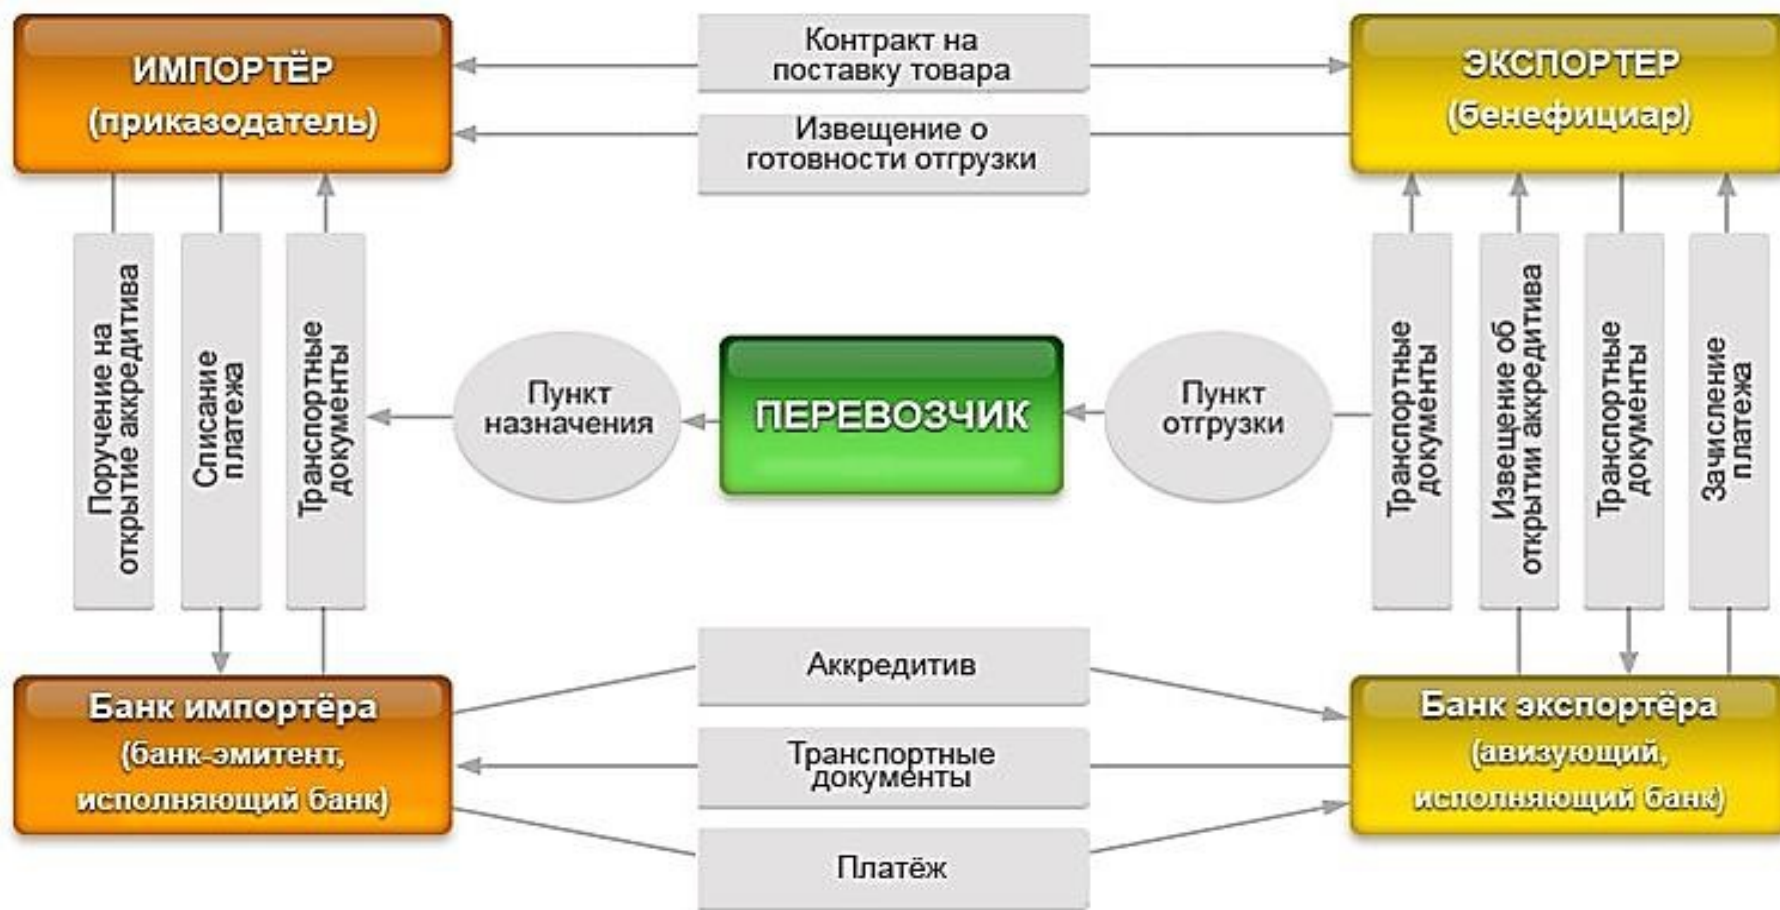 ИМПОРТЁР
(приказодатель)
Контракт на
поставку товара
ЭКСПОРТЕР
(бенефициар)
Извещение о
готовности отгрузки
Поручение на
открытие аккредитива
Списание
платежа
Транспортные
документы
Пункт
назначения
ПЕРЕВОЗЧИК
Пункт
отгрузки
Транспортные
документы
Извещение об
открытии аккредитива
Транспортные
документы
Зачисление
платежа
Банк импортёра
(банк-эмитент,
исполняющий банк)
Аккредитив
Транспортные
документы
Платёж
Банк экспортёра
(авизующий,
исполняющий банк)